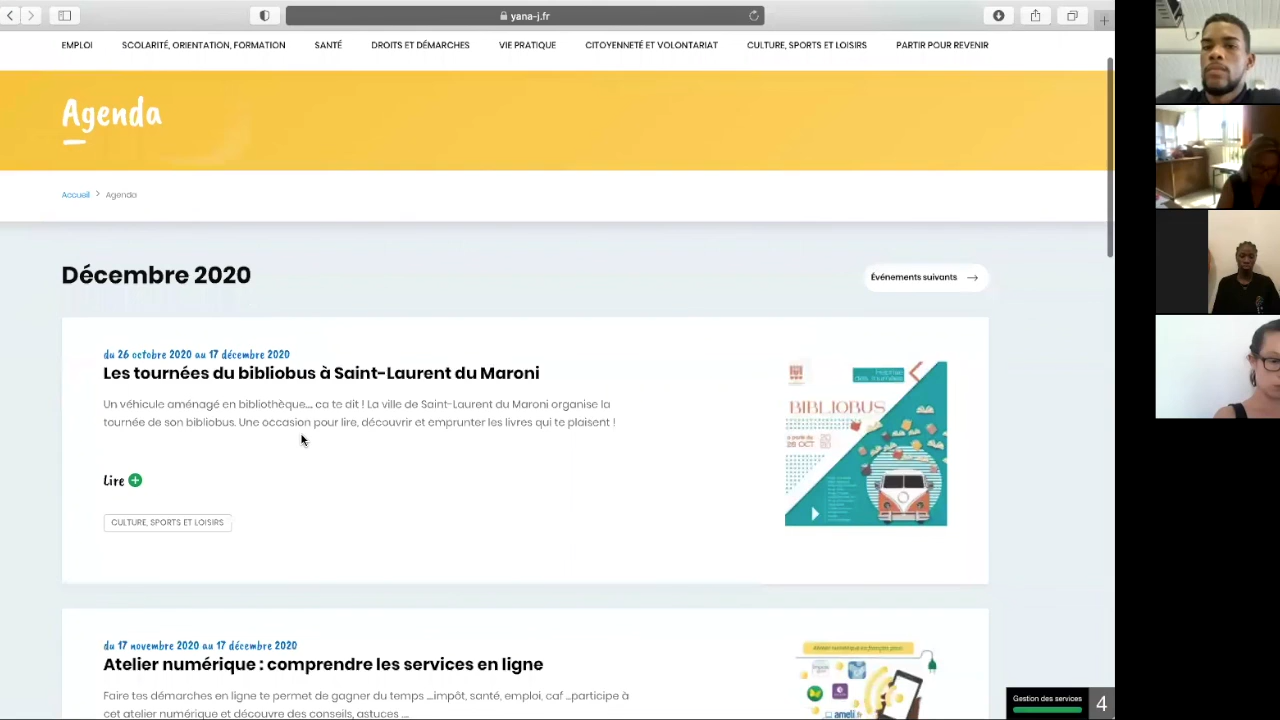 yana-j.fr
EMPLOI SCOLARITÉ, ORIENTATION, FORMATION SANTÉ DROITS ET DÉMARCHES VIE PRATIQUE CITOYENNETÉ ET VOLONTARIAT CULTURE, SPORTS ET LOISIRS PARTIR POUR REVENIR
Agenda
Accueil > Agenda
Décembre 2020
Événements suivants →
du 26 octobre 2020 au 17 décembre 2020
Les tournées du bibliobus à Saint-Laurent du Maroni
Un véhicule aménagé en bibliothèque.... ca te dit ! La ville de Saint-Laurent du Maroni organise la
tournée de son bibliobus. Une occasion pour lire, découvrir et emprunter les livres qui te plaisent !
Lire
CULTURE, SPORTS ET LOISIRS
BIBLIOBUS
du 17 novembre 2020 au 17 décembre 2020
Atelier numérique : comprendre les services en ligne
Faire tes démarches en ligne te permet de gagner du temps ....impôt, santé, emploi, caf ...participe à
cet atelier numérique et découvre des conseils, astuces ....
ameli.fr
Gestion des services
4